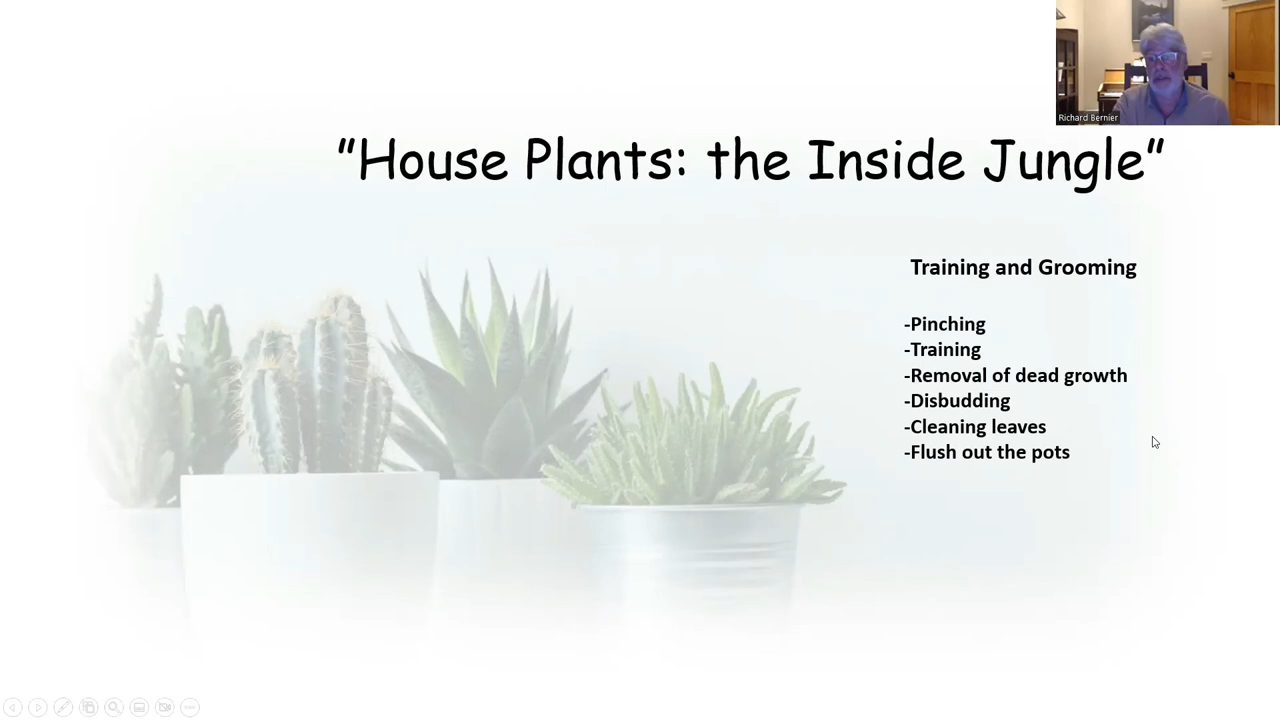 Richard Bernier
"House Plants: the Inside Jungle"
Training and Grooming
-Pinching
-Training
-Removal of dead growth
-Disbudding
-Cleaning leaves
-Flush out the pots